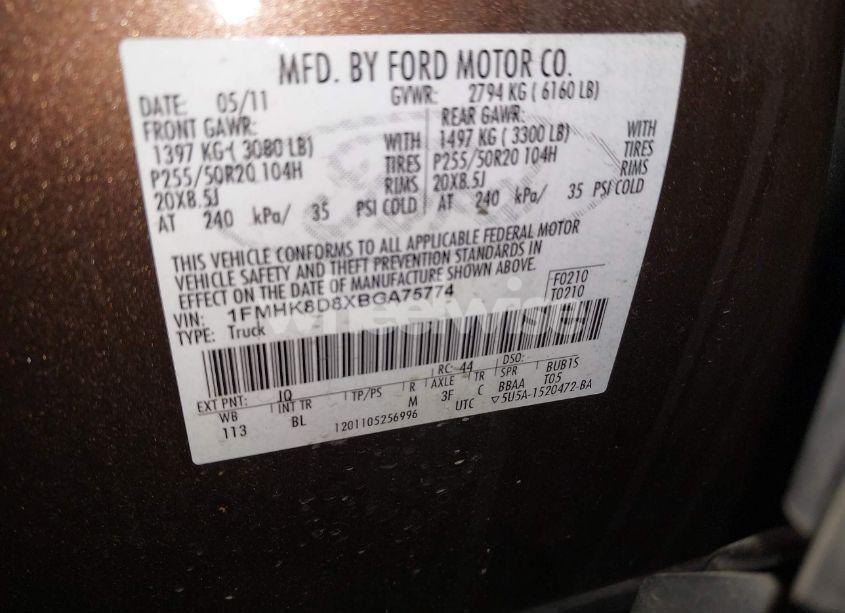 MFD. BY FORD MOTOR CO.
DATE: 05/11 GVWR: 2794 KG ( 6160 LB)
FRONT GAWR: REAR GAWR:
1397 KG ( 3080 LB) WITH 1497 KG ( 3300 LB) WITH
P255/50R20 104H TIRES P255/50R20 104H TIRES
20X8.5J RIMS 20X8.5J RIMS
AT 240 kPa/ 35 PSI COLD AT 240 kPa/ 35 PSI COLD
THIS VEHICLE CONFORMS TO ALL APPLICABLE FEDERAL MOTOR
VEHICLE SAFETY AND THEFT PREVENTION STANDARDS IN
EFFECT ON THE DATE OF MANUFACTURE SHOWN ABOVE.
F0210
T0210
VIN: 1FMHK8D8XBGA75774
TYPE: Truck
wheelwise
EXT PNT: JQ RC: 44 DSO:
WB INT TR TP/PS R AXLE TR SPR BUB1S
113 BL M 3F C BBAA T05
1201105256996 UTC ▽5U5A-1520472-BA